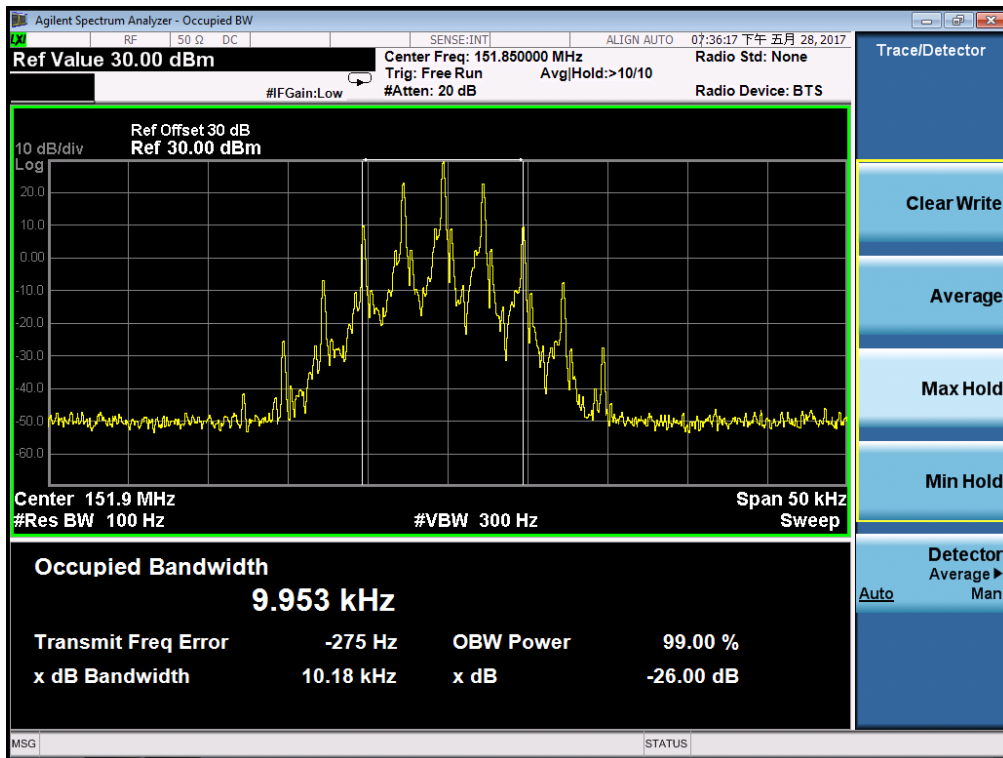 Agilent Spectrum Analyzer - Occupied BW
LXI RF 50 Ω DC SENSE:INT ALIGN AUTO 07:36:17 下午 五月 28, 2017
Ref Value 30.00 dBm Center Freq: 151.850000 MHz Radio Std: None
Trig: Free Run Avg|Hold:>10/10
#IFGain:Low #Atten: 20 dB Radio Device: BTS
Ref Offset 30 dB
10 dB/div Ref 30.00 dBm
Log
20.0
10.0
0.00
-10.0
-20.0
-30.0
-40.0
-50.0
-60.0
Center 151.9 MHz Span 50 kHz
#Res BW 100 Hz #VBW 300 Hz Sweep
Occupied Bandwidth
9.953 kHz
Transmit Freq Error -275 Hz OBW Power 99.00 %
x dB Bandwidth 10.18 kHz x dB -26.00 dB
MSG STATUS
Trace/Detector
Clear Write
Average
Max Hold
Min Hold
Detector
Average▶
Auto Man